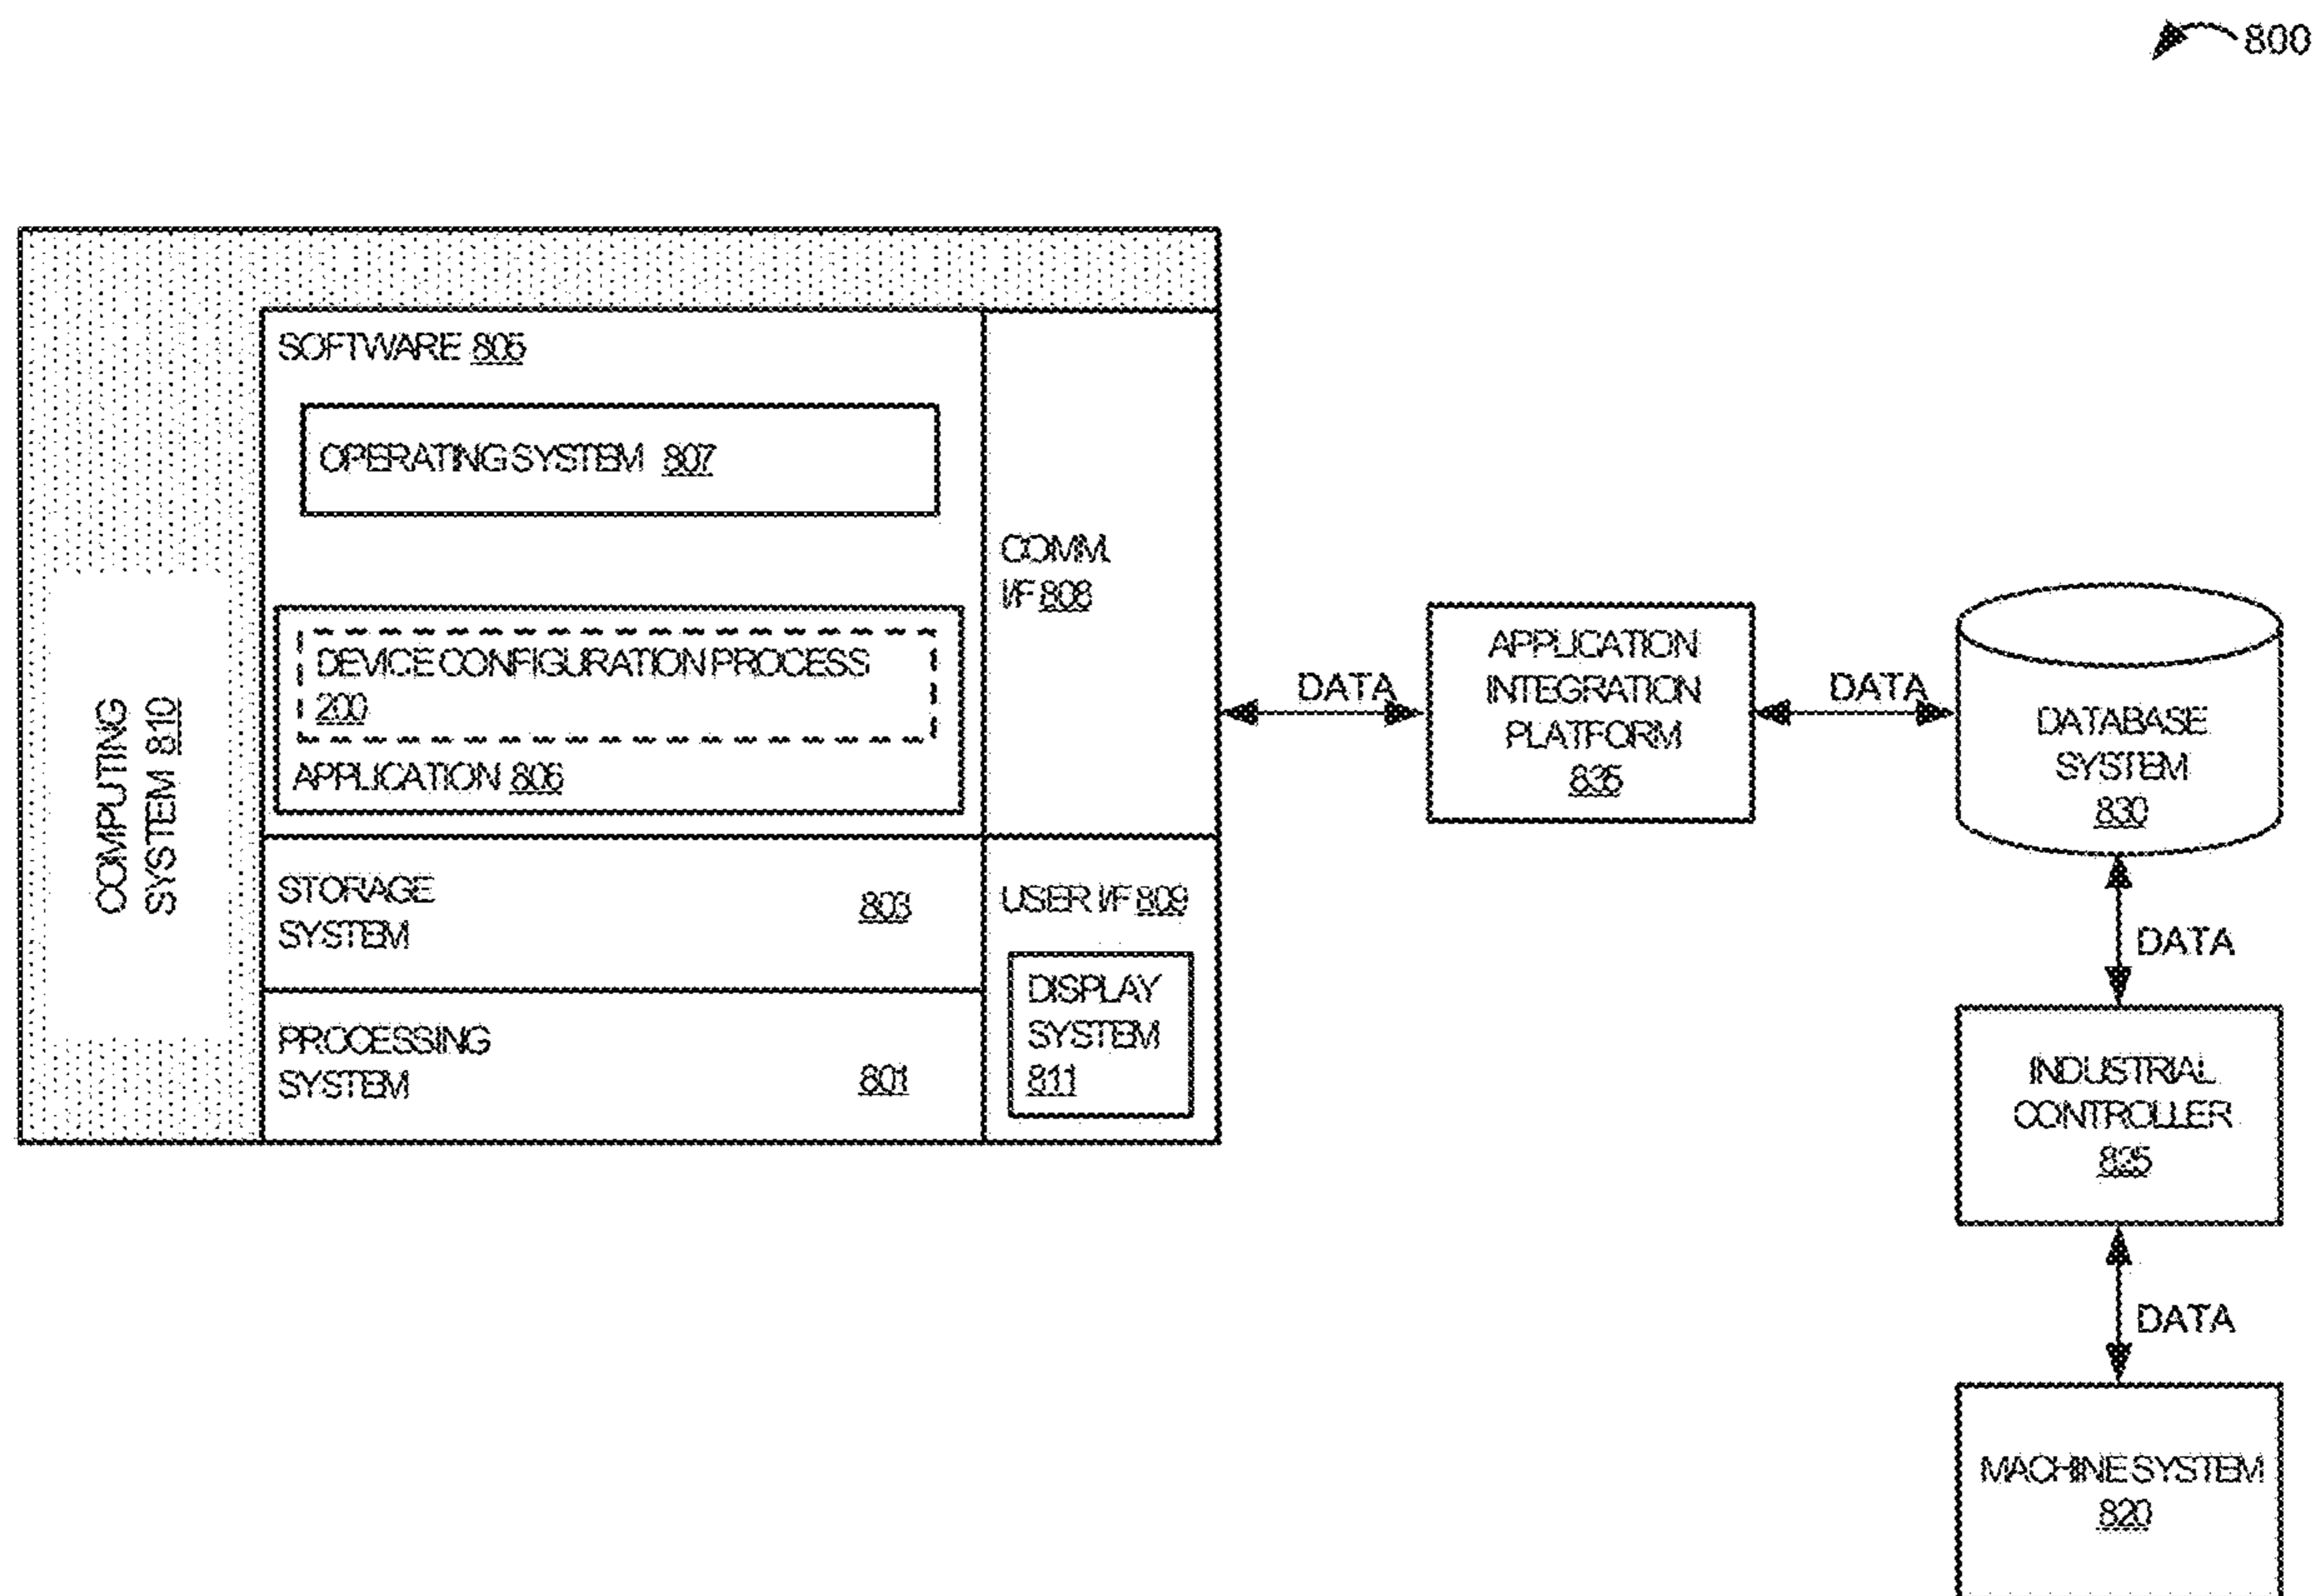 800
SOFTWARE 805
OPERATING SYSTEM 807
DEVICE CONFIGURATION PROCESS
200
APPLICATION 806
COMM.
I/F 808
COMPUTING
SYSTEM 810
STORAGE
SYSTEM
803
USER I/F 809
PROCESSING
SYSTEM
801
DISPLAY
SYSTEM
811
DATA
APPLICATION
INTEGRATION
PLATFORM
835
DATA
DATABASE
SYSTEM
830
DATA
INDUSTRIAL
CONTROLLER
825
DATA
MACHINE SYSTEM
820